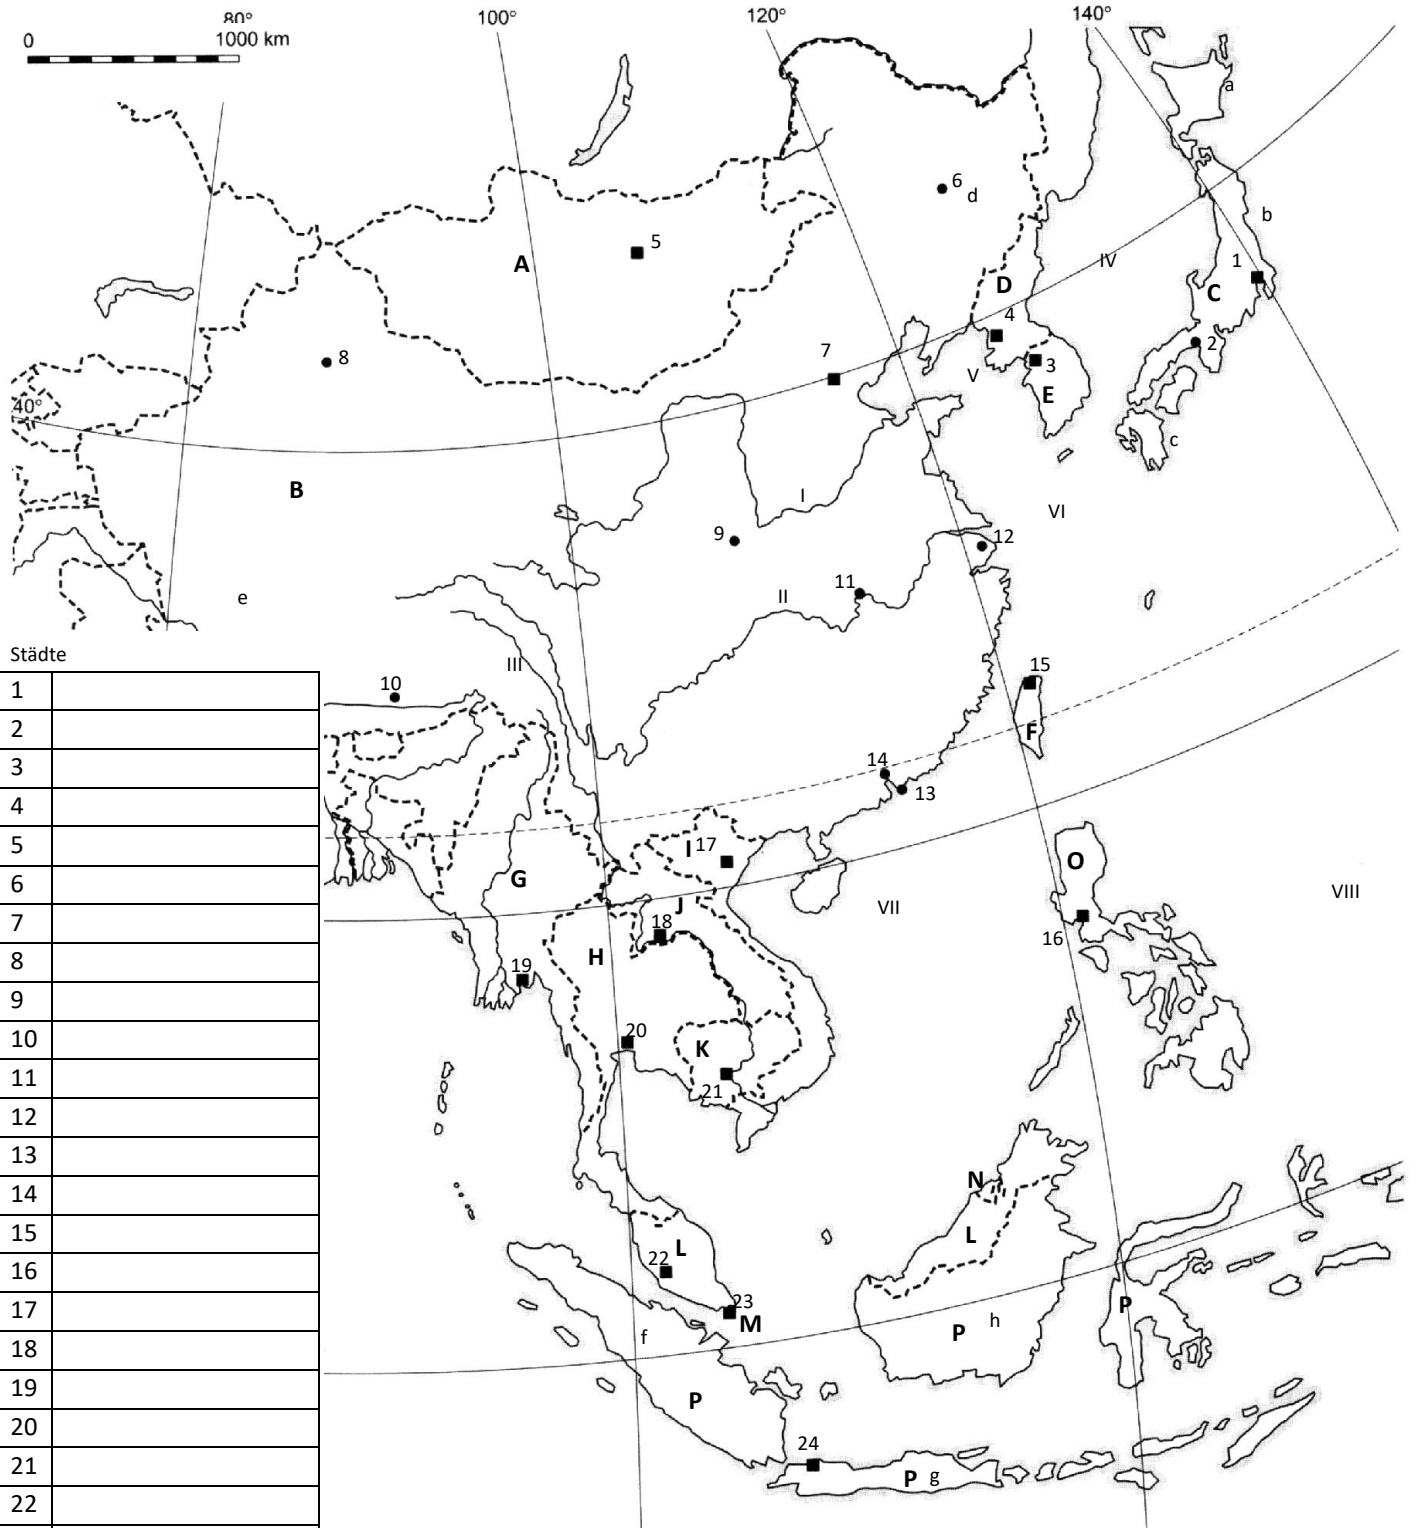 80°
100°
120°
140°
0 1000 km
a
6
d
b
5
A
IV
1
D
C
4
2
8
7
V
3
E
40°
c
B
I
VI
9
12
11
e
II
Städte
III
15
10
1
F
2
14
13
3
17
I
O
4
G
J
VII
VIII
5
18
16
H
6
19
7
20
K
8
21
9
10
11
12
N
13
L
L
14
22
15
23
M
P
h
16
f
P
17
P
18
24
19
P g
20
21
22